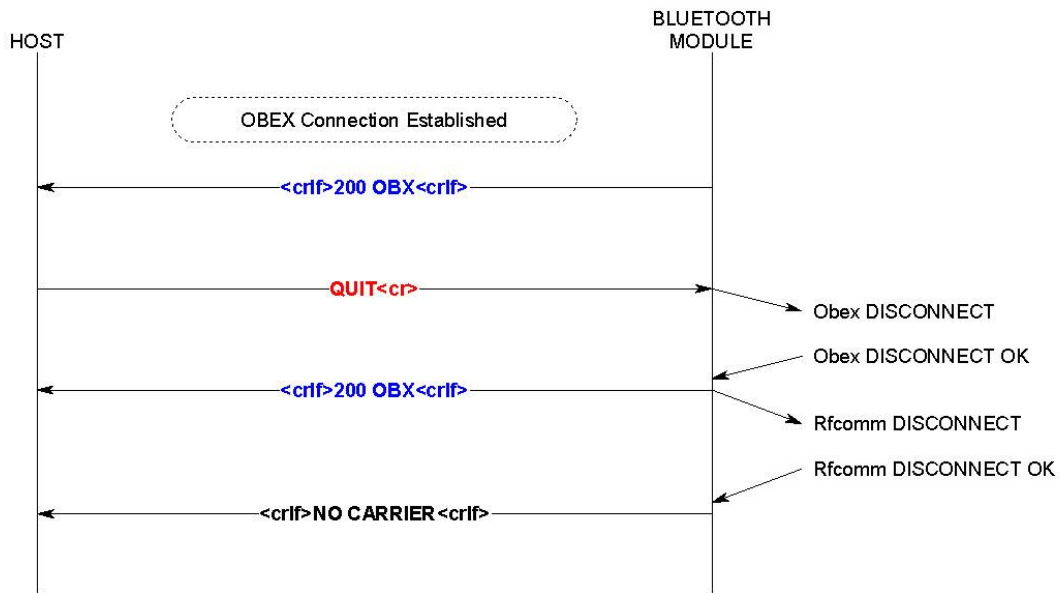 HOST
BLUETOOTH
MODULE
OBEX Connection Established
<crlf>200 OBX<crlf>
QUIT<cr>
Obex DISCONNECT
Obex DISCONNECT OK
<crlf>200 OBX<crlf>
Rfcomm DISCONNECT
Rfcomm DISCONNECT OK
<crlf>NO CARRIER<crlf>